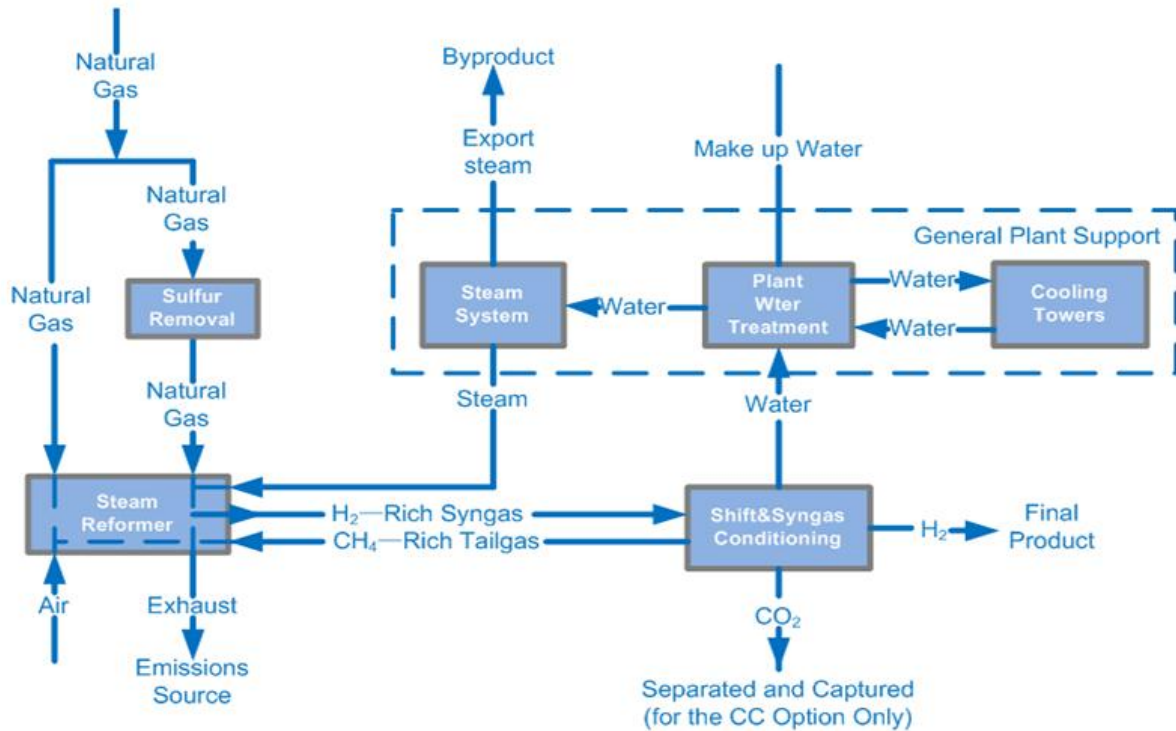 Natural
Gas
Byproduct
Export
steam
Make up Water
Natural
Gas
General Plant Support
Natural
Gas
Sulfur
Removal
Steam
System
Water
Plant
Wter
Treatment
Water
Water
Cooling
Towers
Natural
Gas
Steam
Water
Steam
Reformer
H₂—Rich Syngas
CH₄—Rich Tailgas
Shift&Syngas
Conditioning
H₂
Final
Product
Air
Exhaust
CO₂
Emissions
Source
Separated and Captured
(for the CC Option Only)